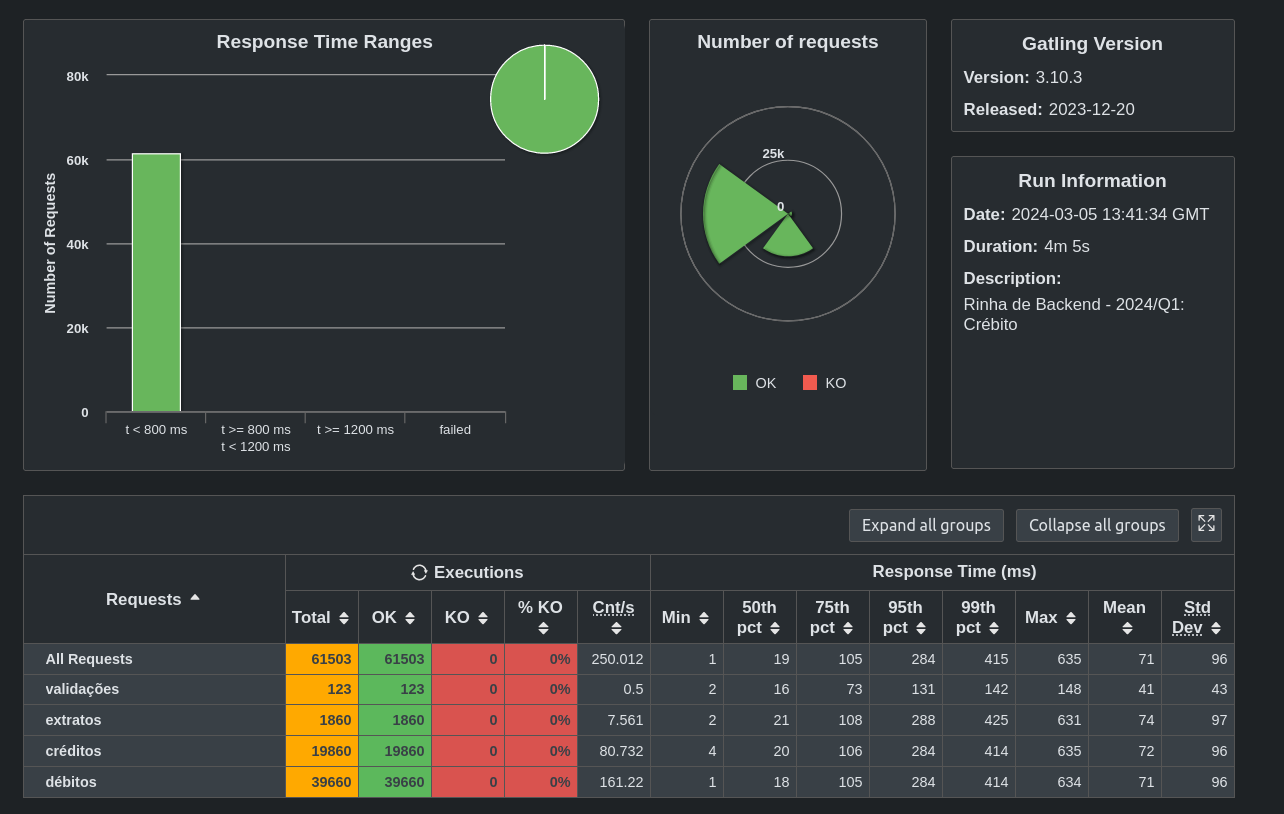 Response Time Ranges
80k
60k
40k
20k
0
Number of Requests
t < 800 ms
t >= 800 ms
t < 1200 ms
t >= 1200 ms
failed
Number of requests
25k
0
OK KO
Gatling Version
Version: 3.10.3
Released: 2023-12-20
Run Information
Date: 2024-03-05 13:41:34 GMT
Duration: 4m 5s
Description:
Rinha de Backend - 2024/Q1:
Crébito
Expand all groups Collapse all groups
Requests Executions Response Time (ms)
Total OK KO % KO Cnt/s Min 50th pct 75th pct 95th pct 99th pct Max Mean Std Dev
All Requests 61503 61503 0 0% 250.012 1 19 105 284 415 635 71 96
validações 123 123 0 0% 0.5 2 16 73 131 142 148 41 43
extratos 1860 1860 0 0% 7.561 2 21 108 288 425 631 74 97
créditos 19860 19860 0 0% 80.732 4 20 106 284 414 635 72 96
débitos 39660 39660 0 0% 161.22 1 18 105 284 414 634 71 96